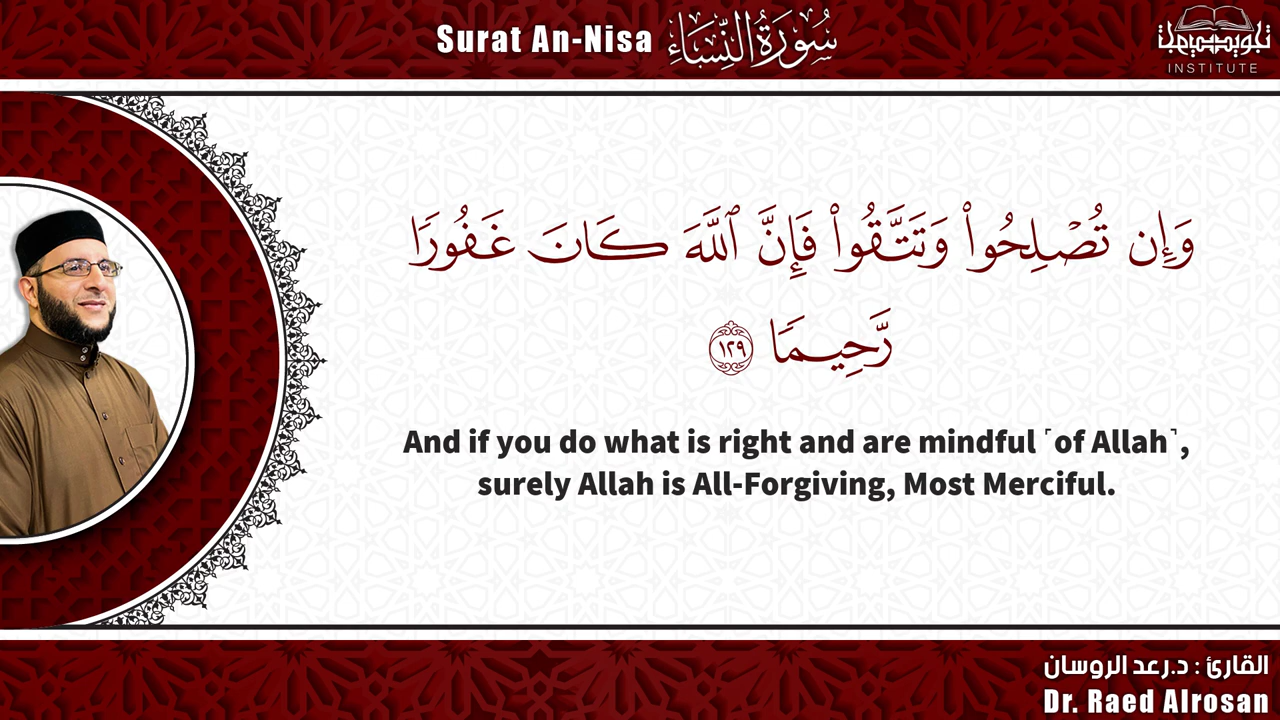 Surat An-Nisa سُورَةُ النِّسَاءِ
INSTITUTE
وَإِن تُصْلِحُوا۟ وَتَتَّقُوا۟ فَإِنَّ ٱللَّهَ كَانَ غَفُورًا
رَّحِيمًا ١٢٩
And if you do what is right and are mindful ˹of Allah˺,
surely Allah is All-Forgiving, Most Merciful.
القارئ : د.رعد الروسان
Dr. Raed Alrosan